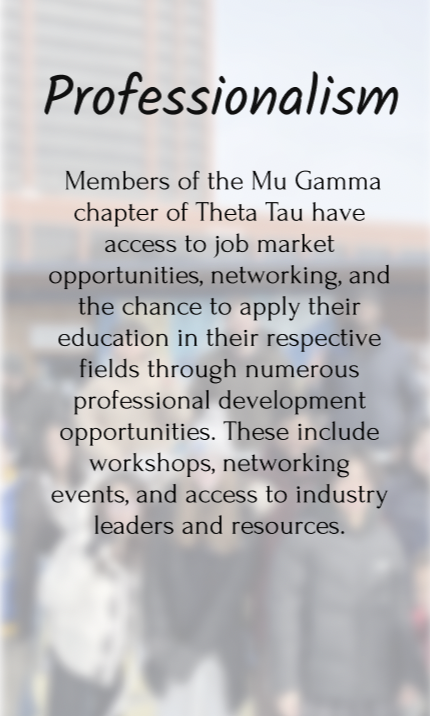 Professionalism
Members of the Mu Gamma
chapter of Theta Tau have
access to job market
opportunities, networking, and
the chance to apply their
education in their respective
fields through numerous
professional development
opportunities. These include
workshops, networking
events, and access to industry
leaders and resources.